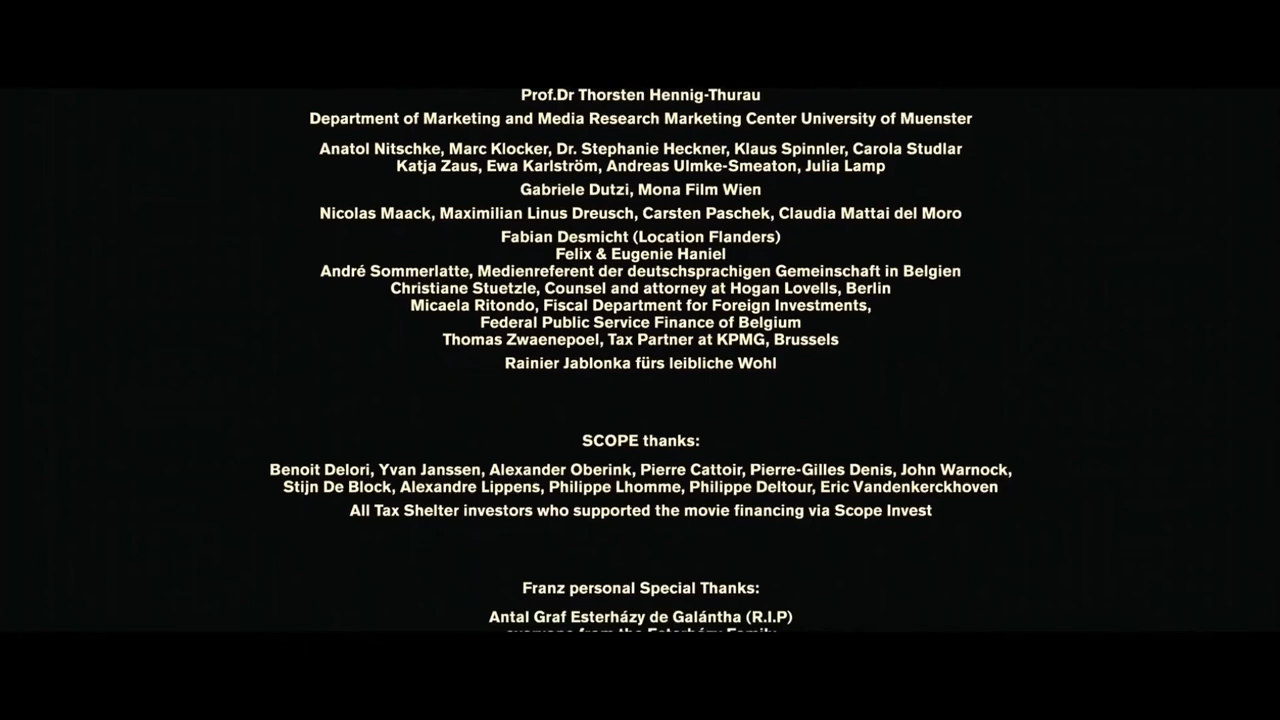 Prof.Dr Thorsten Hennig-Thurau
Department of Marketing and Media Research Marketing Center University of Muenster
Anatol Nitschke, Marc Klocker, Dr. Stephanie Heckner, Klaus Spinnler, Carola Studlar
Katja Zaus, Ewa Karlström, Andreas Ulmke-Smeaton, Julia Lamp
Gabriele Dutzi, Mona Film Wien
Nicolas Maack, Maximilian Linus Dreusch, Carsten Paschek, Claudia Mattai del Moro
Fabian Desmicht (Location Flanders)
Felix & Eugenie Haniel
André Sommerlatte, Medienreferent der deutschsprachigen Gemeinschaft in Belgien
Christiane Stuetzle, Counsel and attorney at Hogan Lovells, Berlin
Micaela Ritondo, Fiscal Department for Foreign Investments,
Federal Public Service Finance of Belgium
Thomas Zwaenepoel, Tax Partner at KPMG, Brussels
Rainier Jablonka fürs leibliche Wohl
SCOPE thanks:
Benoit Delori, Yvan Janssen, Alexander Oberink, Pierre Cattoir, Pierre-Gilles Denis, John Warnock,
Stijn De Block, Alexandre Lippens, Philippe Lhomme, Philippe Deltour, Eric Vandenkerckhoven
All Tax Shelter investors who supported the movie financing via Scope Invest
Franz personal Special Thanks:
Antal Graf Esterházy de Galántha (R.I.P)
everyone from the Esterházy Family